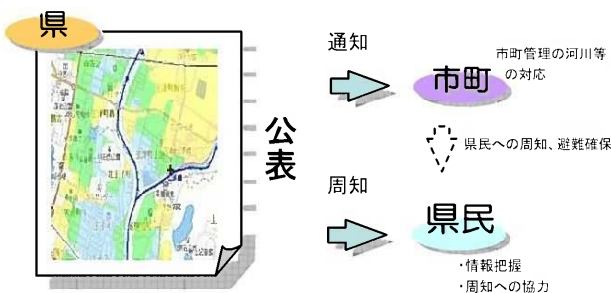 県
公表
通知
市町
市町管理の河川等
の対応
県民への周知、避難確保
周知
県民
・情報把握
・周知への協力